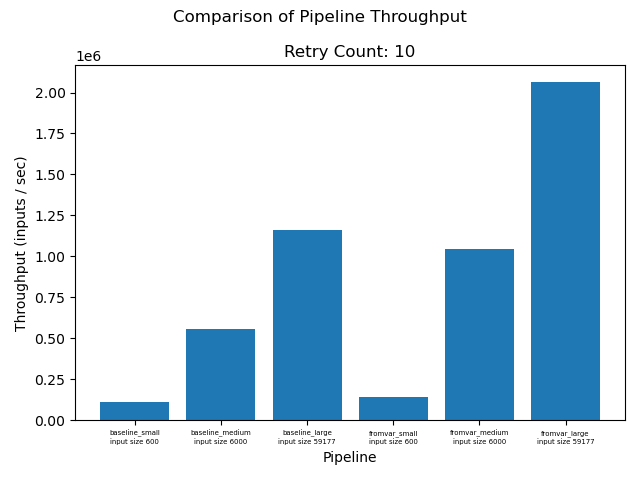 Comparison of Pipeline Throughput
Retry Count: 10
1e6
2.00
1.75
1.50
1.25
1.00
0.75
0.50
0.25
0.00
Throughput (inputs / sec)
baseline_small
input size 600
baseline_medium
input size 6000
baseline_large
input size 59177
fromvar_small
input size 600
fromvar_medium
input size 6000
fromvar_large
input size 59177
Pipeline